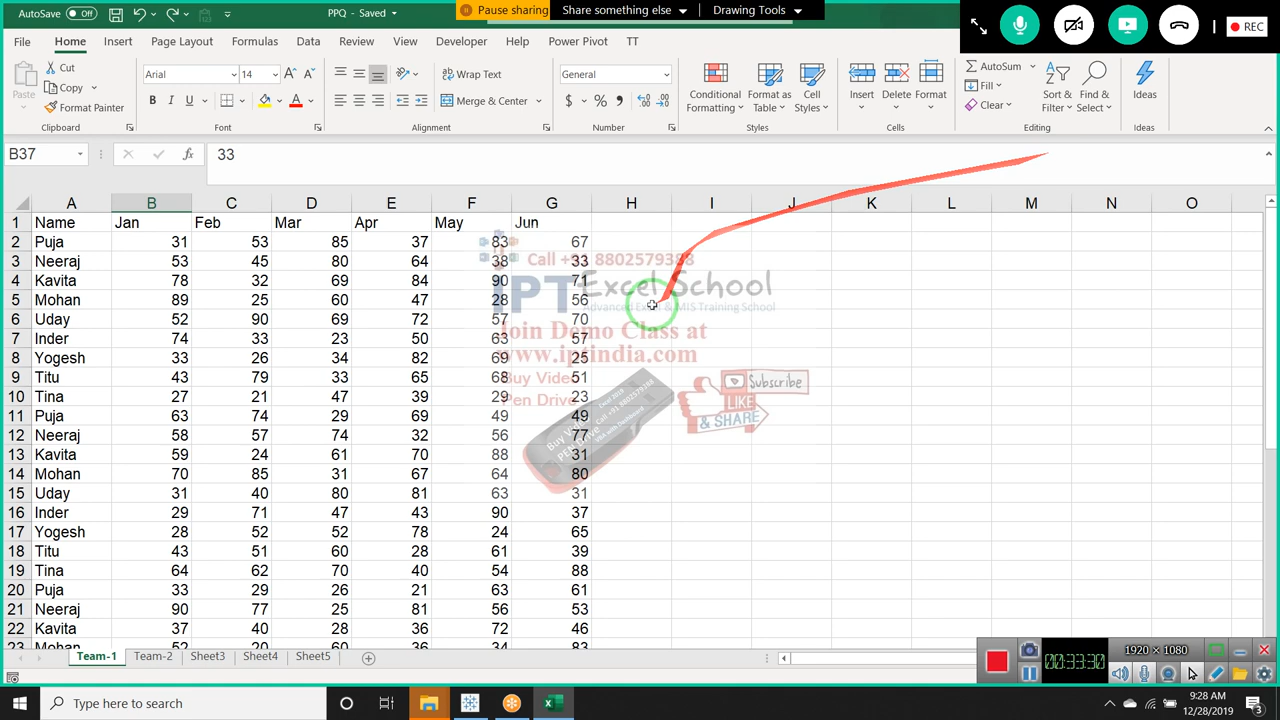 AutoSave Off PPQ - Saved Pause sharing Share something else Drawing Tools
File Home Insert Page Layout Formulas Data Review View Developer Help Power Pivot TT REC
Paste Cut Copy Format Painter Clipboard
Arial 14 A A B I U A Font
Wrap Text Merge & Center Alignment
General $ % , Number
Conditional Formatting Format as Table Cell Styles Styles
Insert Delete Format Cells
AutoSum Fill Clear Sort & Filter Find & Select Editing
Ideas Ideas
B37 fx 33
A B C D E F G H I J K L M N O
1 Name Jan Feb Mar Apr May Jun
2 Puja 31 53 85 37 83 67
3 Neeraj 53 45 80 64 38 33
4 Kavita 78 32 69 84 90 71
5 Mohan 89 25 60 47 28 56
6 Uday 52 90 69 72 57 70
7 Inder 74 33 23 50 63 57
8 Yogesh 33 26 34 82 69 25
9 Titu 43 79 33 65 68 51
10 Tina 27 21 47 39 29 23
11 Puja 63 74 29 69 49 49
12 Neeraj 58 57 74 32 56 77
13 Kavita 59 24 61 70 88 31
14 Mohan 70 85 31 67 64 80
15 Uday 31 40 80 81 63 31
16 Inder 29 71 47 43 90 37
17 Yogesh 28 52 52 78 24 65
18 Titu 43 51 60 28 61 39
19 Tina 64 62 70 40 54 88
20 Puja 33 29 26 21 63 61
21 Neeraj 90 77 25 81 56 53
22 Kavita 37 40 28 36 72 46
23 Mohan 52 20 60 36 34 83
Call +91 8802579388
IPT Excel School
Advanced Excel & MIS Training School
Join Demo Class at
www.iptindia.com
Buy Video
Pen Drive
Subscribe
LIKE
& SHARE
Team-1 Team-2 Sheet3 Sheet4 Sheet5
1920 × 1080
00:03:30
Type here to search
9:28 AM
12/28/2019
3